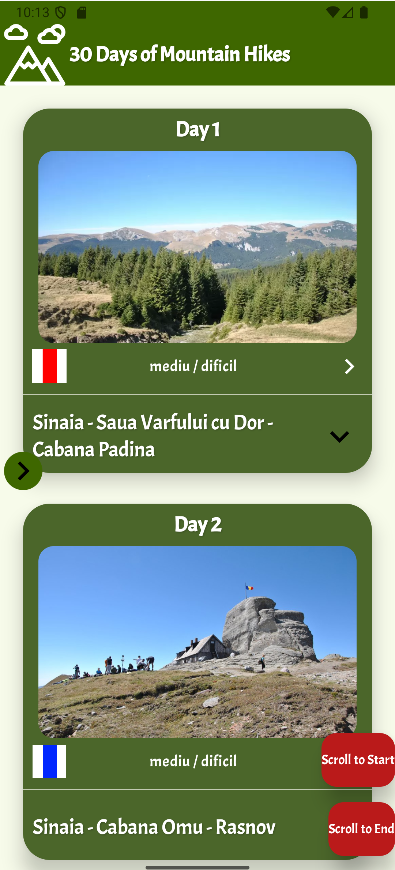 10:13
30 Days of Mountain Hikes
Day 1
mediu / dificil
Sinaia - Saua Varfului cu Dor -
Cabana Padina
Day 2
mediu / dificil
Scroll to Start
Sinaia - Cabana Omu - Rasnov
Scroll to End